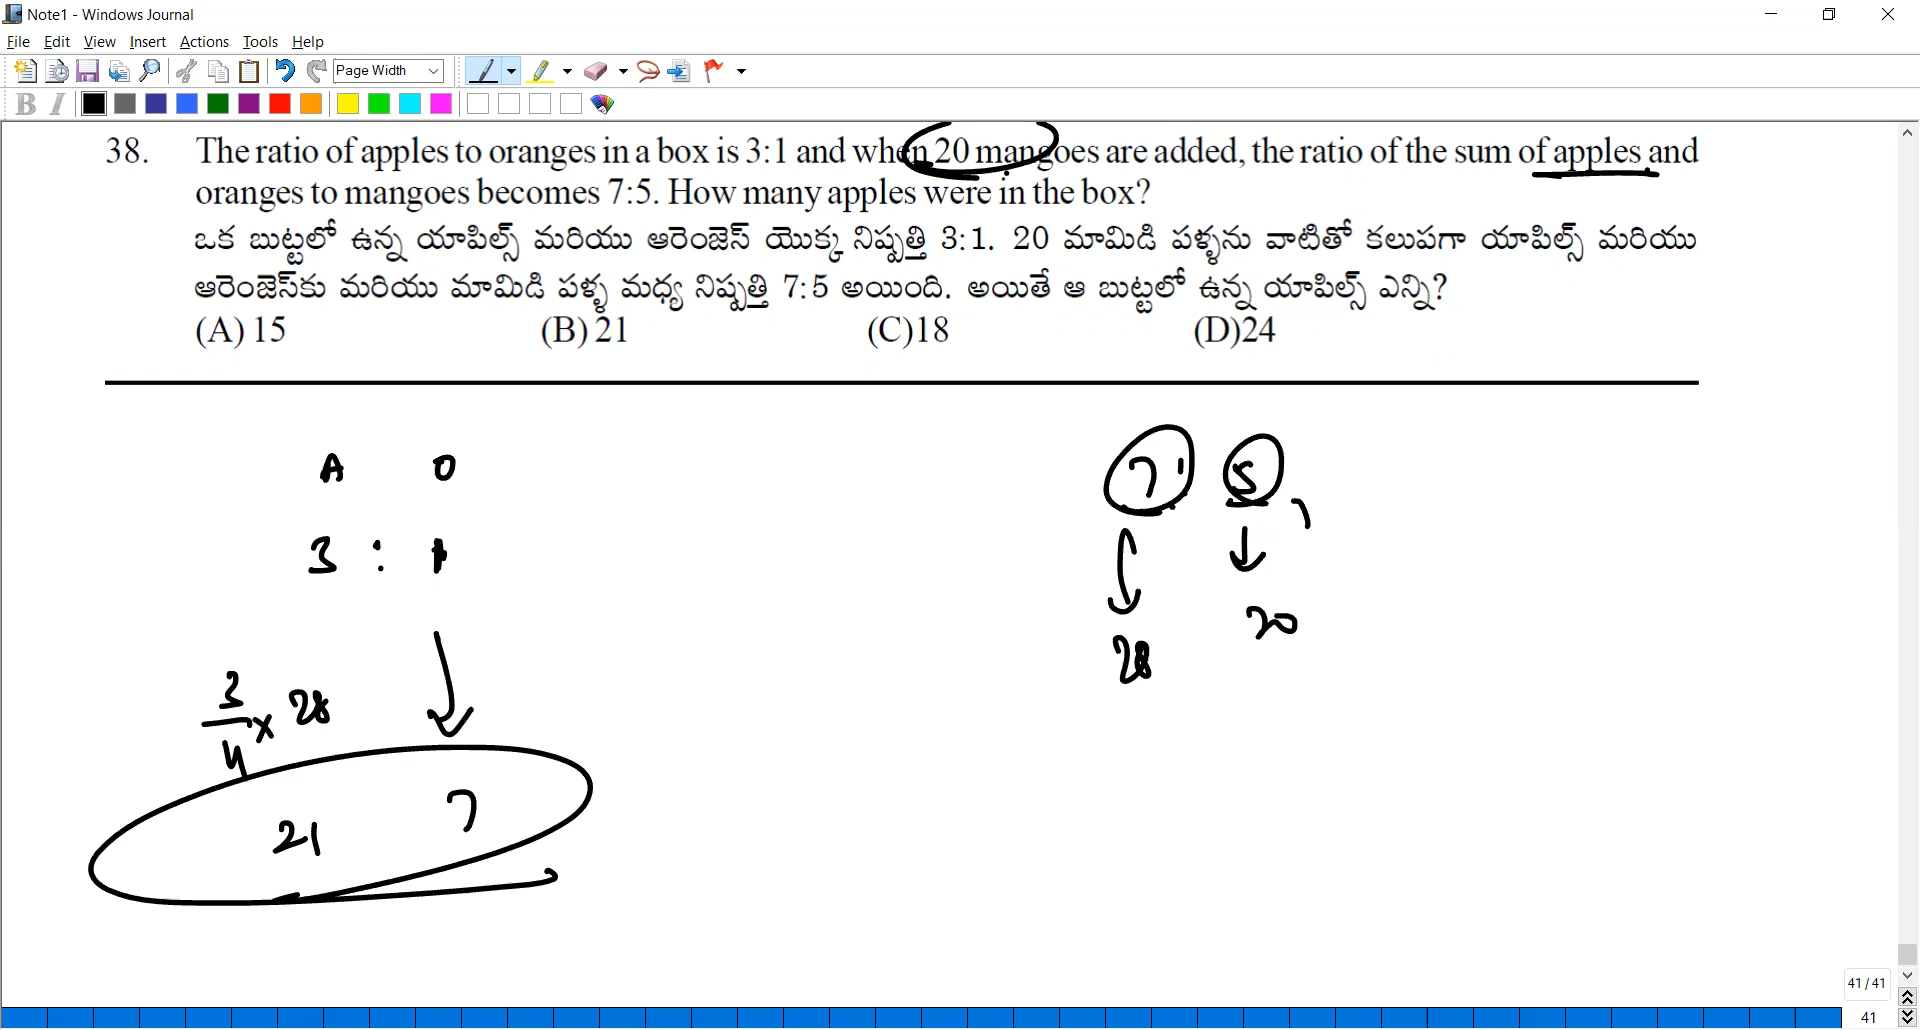 Note1 - Windows Journal
File Edit View Insert Actions Tools Help
Page Width
B I
38. The ratio of apples to oranges in a box is 3:1 and when 20 mangoes are added, the ratio of the sum of apples and
oranges to mangoes becomes 7:5. How many apples were in the box?
ఒక బుట్టలో ఉన్న యాపిల్స్ మరియు ఆరెంజెస్ యొక్క నిష్పత్తి 3:1. 20 మామిడి పళ్ళను వాటితో కలుపగా యాపిల్స్ మరియు
ఆరెంజెస్‌కు మరియు మామిడి పళ్ళ మధ్య నిష్పత్తి 7:5 అయింది. అయితే ఆ బుట్టలో ఉన్న యాపిల్స్ ఎన్ని?
(A) 15 (B) 21 (C)18 (D)24
A O
7 5
3 : 1
20
28
3/4 x 28
21 7
41 / 41
41